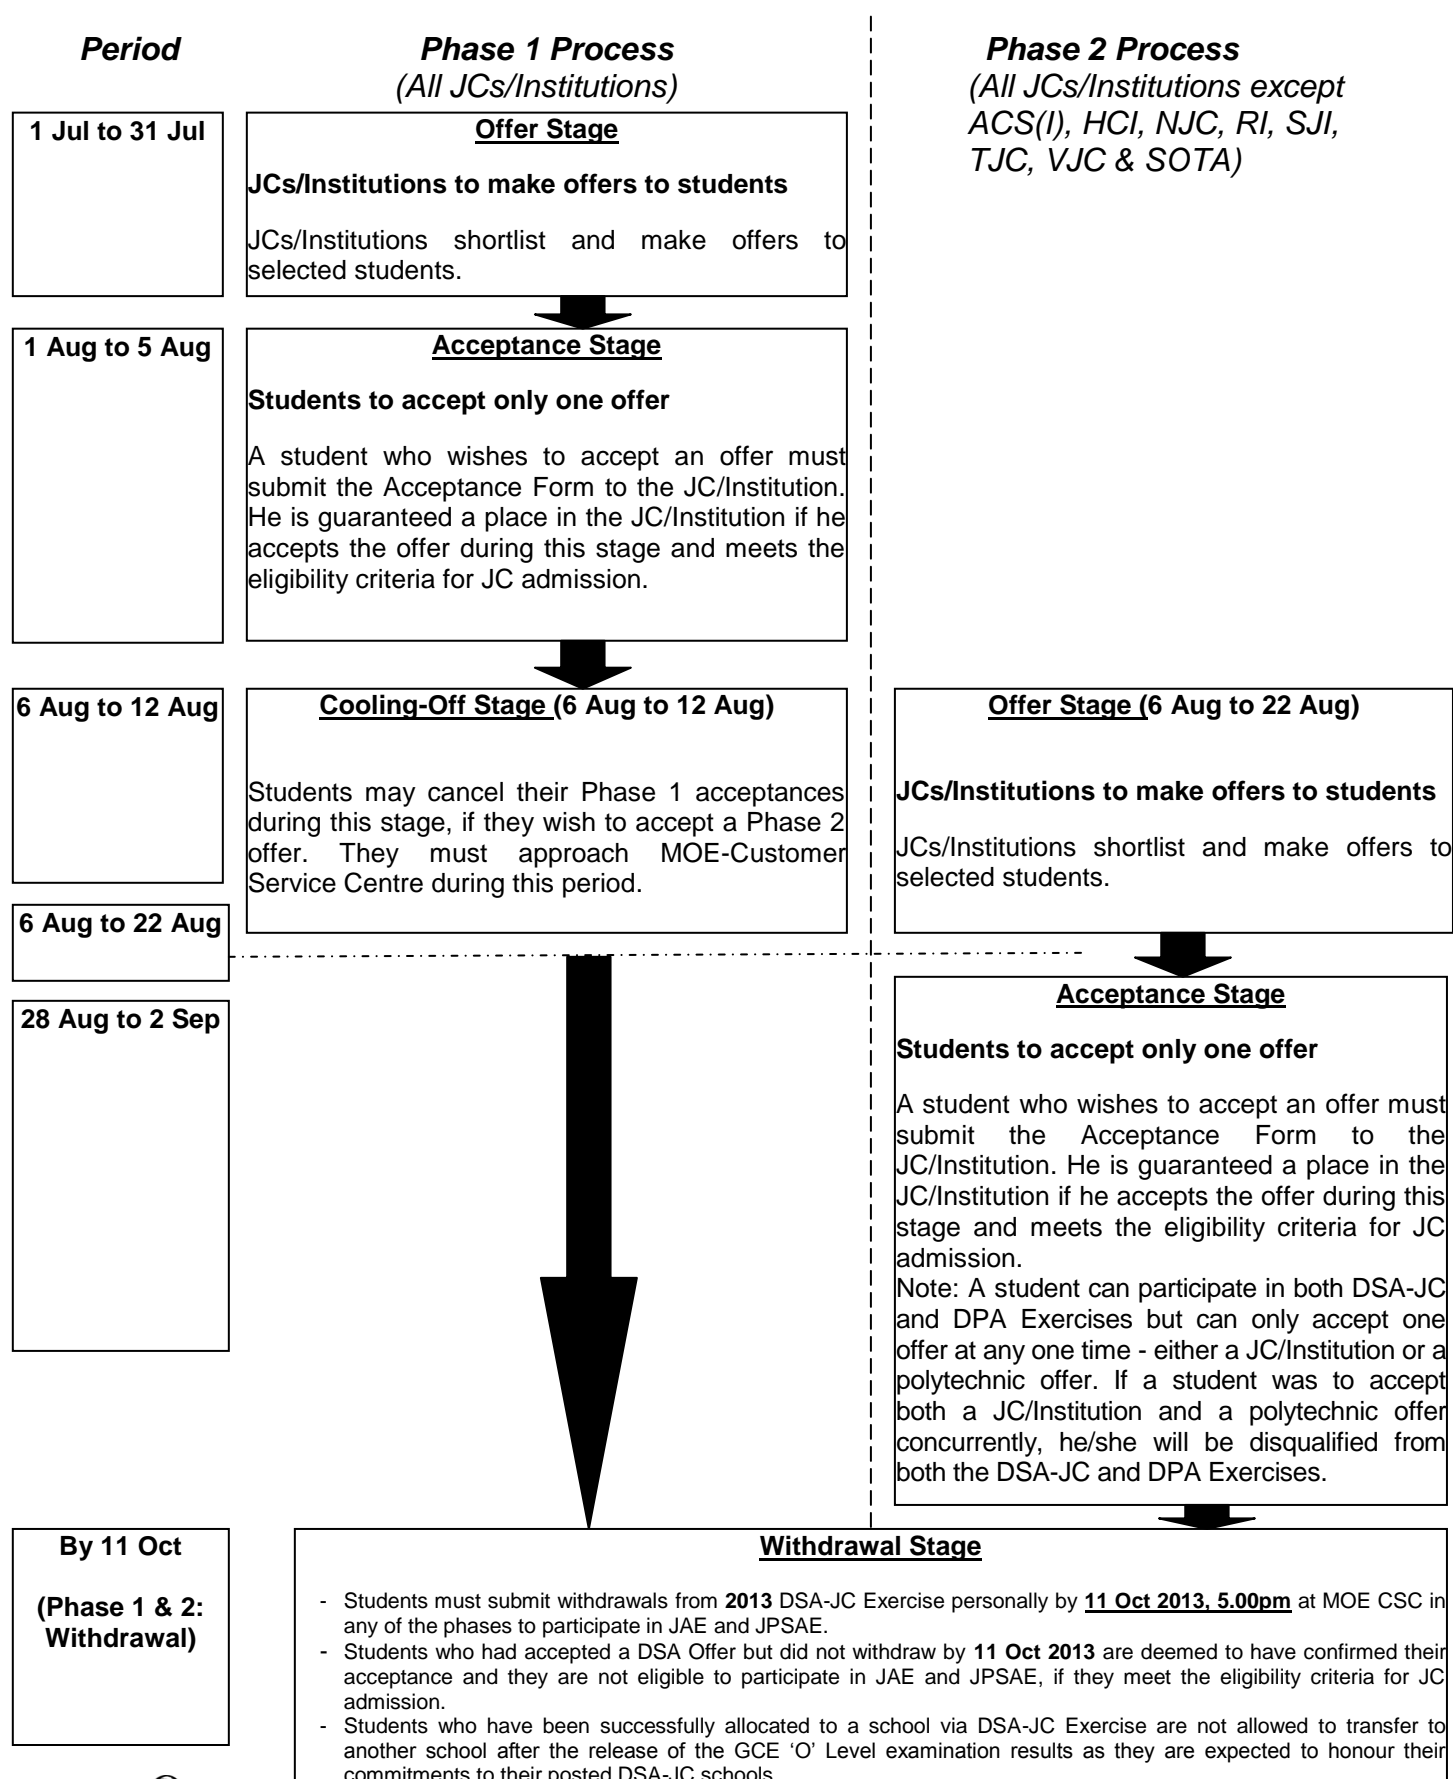 Period
Phase 1 Process
(All JCs/Institutions)
Phase 2 Process
(All JCs/Institutions except
ACS(I), HCI, NJC, RI, SJI,
TJC, VJC & SOTA)
1 Jul to 31 Jul
Offer Stage
JCs/Institutions to make offers to students
JCs/Institutions shortlist and make offers to
selected students.
1 Aug to 5 Aug
Acceptance Stage
Students to accept only one offer
A student who wishes to accept an offer must
submit the Acceptance Form to the JC/Institution.
He is guaranteed a place in the JC/Institution if he
accepts the offer during this stage and meets the
eligibility criteria for JC admission.
6 Aug to 12 Aug
Cooling-Off Stage (6 Aug to 12 Aug)
Students may cancel their Phase 1 acceptances
during this stage, if they wish to accept a Phase 2
offer. They must approach MOE-Customer
Service Centre during this period.
Offer Stage (6 Aug to 22 Aug)
JCs/Institutions to make offers to students
JCs/Institutions shortlist and make offers to
selected students.
6 Aug to 22 Aug
28 Aug to 2 Sep
Acceptance Stage
Students to accept only one offer
A student who wishes to accept an offer must
submit the Acceptance Form to the
JC/Institution. He is guaranteed a place in the
JC/Institution if he accepts the offer during this
stage and meets the eligibility criteria for JC
admission.
Note: A student can participate in both DSA-JC
and DPA Exercises but can only accept one
offer at any one time - either a JC/Institution or a
polytechnic offer. If a student was to accept
both a JC/Institution and a polytechnic offer
concurrently, he/she will be disqualified from
both the DSA-JC and DPA Exercises.
By 11 Oct
(Phase 1 & 2:
Withdrawal)
Withdrawal Stage
- Students must submit withdrawals from 2013 DSA-JC Exercise personally by 11 Oct 2013, 5.00pm at MOE CSC in
any of the phases to participate in JAE and JPSAE.
- Students who had accepted a DSA Offer but did not withdraw by 11 Oct 2013 are deemed to have confirmed their
acceptance and they are not eligible to participate in JAE and JPSAE, if they meet the eligibility criteria for JC
admission.
- Students who have been successfully allocated to a school via DSA-JC Exercise are not allowed to transfer to
another school after the release of the GCE ‘O’ Level examination results as they are expected to honour their
commitments to their posted DSA-JC schools.